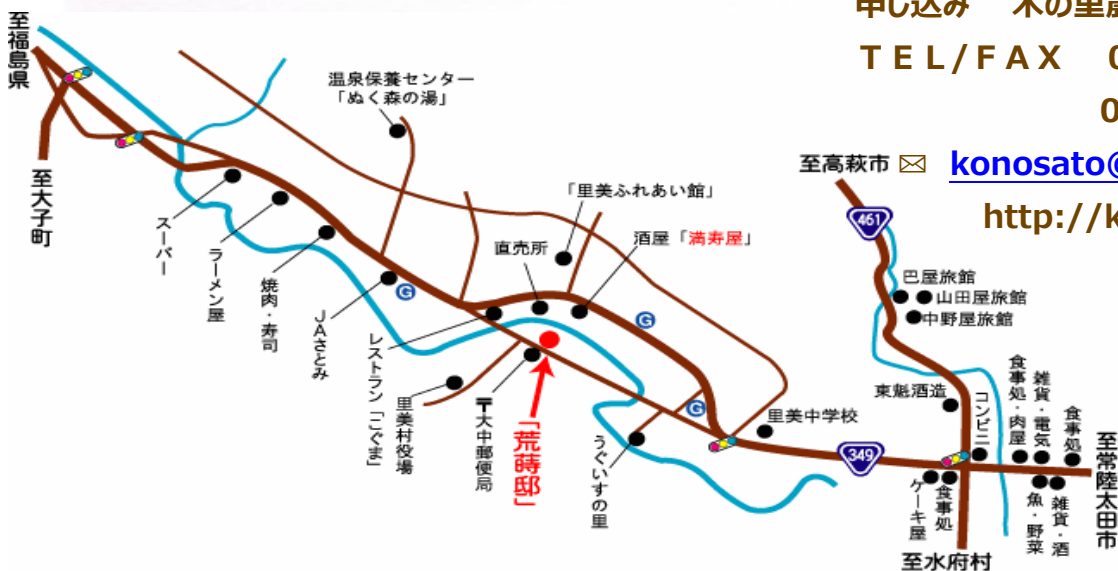 申し込み 木の里
TEL/FAX 0
0
konosato@
http://k
至福島県
至大子町
温泉保養センター
「ぬく森の湯」
スーパー
ラーメン屋
焼肉・寿司
JAさとみ
G
レストラン「こぐま」
里美村役場
〒大中郵便局
「荒蒔邸」
直売所
「里美ふれあい館」
酒屋「満寿屋」
G
G
うぐいすの里
里美中学校
349
至高萩市
461
巴屋旅館
山田屋旅館
中野屋旅館
東魁酒造
コンビニ
食事処・肉屋
雑貨・電気
食事処
至常陸太田市
ケーキ屋
食事処
魚・野菜
雑貨・酒
至水府村